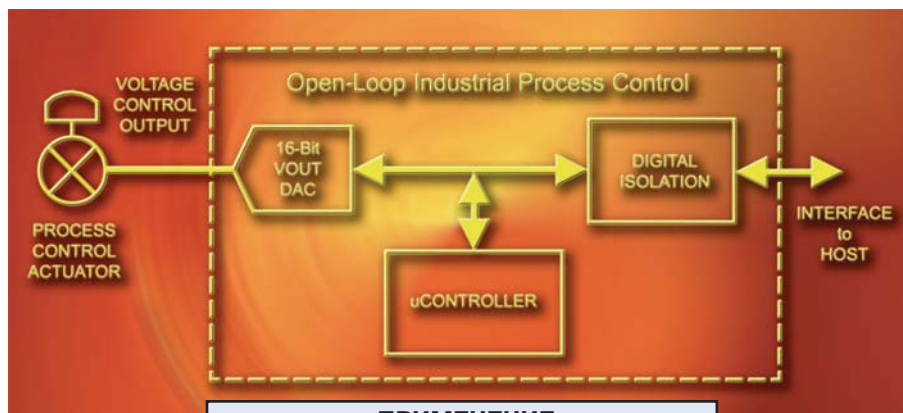 Open-Loop Industrial Process Control
VOLTAGE
CONTROL
OUTPUT
16-Bit
VOUT
DAC
DIGITAL
ISOLATION
PROCESS
CONTROL
ACTUATOR
INTERFACE
to
HOST
uCONTROLLER
ПРИМЕНЕНИЕ